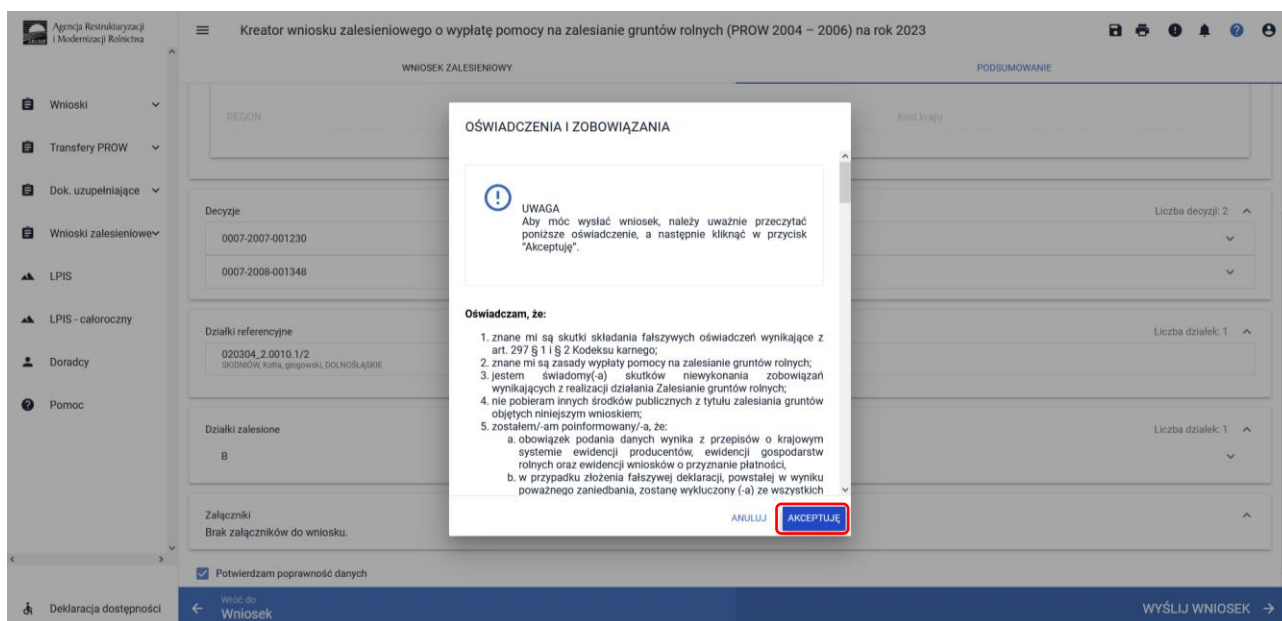 Agencja Restrukturyzacji
i Modernizacji Rolnictwa
Kreator wniosku zalesieniowego o wypłatę pomocy na zalesianie gruntów rolnych (PROW 2004 – 2006) na rok 2023
WNIOSEK ZALESIENIOWY
PODSUMOWANIE
Wnioski
Transfery PROW
Dok. uzupełniające
Wnioski zalesieniowe
LPIS
LPIS - całoroczny
Doradcy
Pomoc
Deklaracja dostępności
REGON
Kod kraju
Decyzje
Liczba decyzji: 2
0007-2007-001230
0007-2008-001348
Działki referencyjne
Liczba działek: 1
020304_2.0010.1/2
SKIDNIÓW, Kotla, głogowski, DOLNOŚLĄSKIE
Działki zalesione
Liczba działek: 1
B
Załączniki
Brak załączników do wniosku.
Potwierdzam poprawność danych
Wróć do
Wniosek
WYŚLIJ WNIOSEK
OŚWIADCZENIA I ZOBOWIĄZANIA
UWAGA
Aby móc wysłać wniosek, należy uważnie przeczytać
poniższe oświadczenie, a następnie kliknąć w przycisk
"Akceptuję".
Oświadczam, że:
1. znane mi są skutki składania fałszywych oświadczeń wynikające z
art. 297 § 1 i § 2 Kodeksu karnego;
2. znane mi są zasady wypłaty pomocy na zalesianie gruntów rolnych;
3. jestem świadomy(-a) skutków niewykonania zobowiązań
wynikających z realizacji działania Zalesianie gruntów rolnych;
4. nie pobieram innych środków publicznych z tytułu zalesiania gruntów
objętych niniejszym wnioskiem;
5. zostałem/-am poinformowany/-a, że:
a. obowiązek podania danych wynika z przepisów o krajowym
systemie ewidencji producentów, ewidencji gospodarstw
rolnych oraz ewidencji wniosków o przyznanie płatności,
b. w przypadku złożenia fałszywej deklaracji, powstałej w wyniku
poważnego zaniedbania, zostanę wykluczony (-a) ze wszystkich
ANULUJ
AKCEPTUJĘ